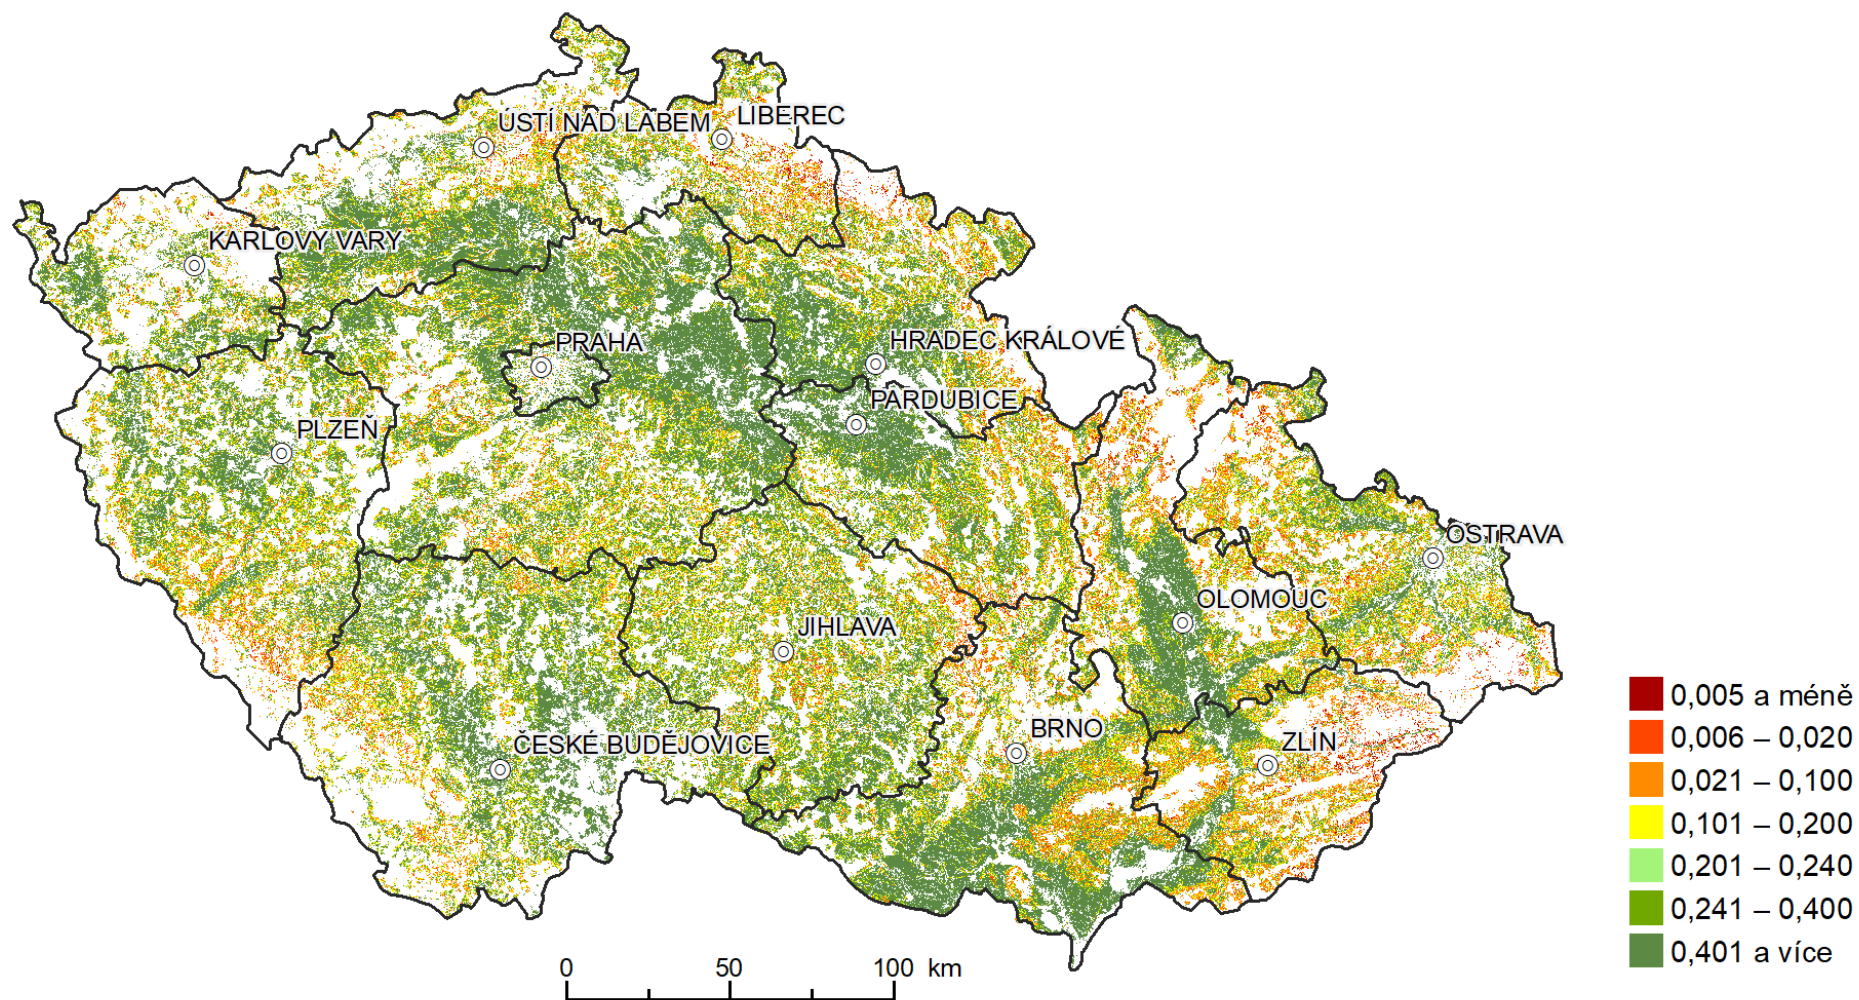 LIBEREC
ÚSTÍ NAD LABEM
KARLOVY VARY
PRAHA
HRADEC KRÁLOVÉ
PARDUBICE
PLZEŇ
OSTRAVA
OLOMOUC
JIHLAVA
BRNO
ČESKÉ BUDĚJOVICE
ZLÍN
0,005 a méně
0,006 – 0,020
0,021 – 0,100
0,101 – 0,200
0,201 – 0,240
0,241 – 0,400
0,401 a více
0 50 100 km